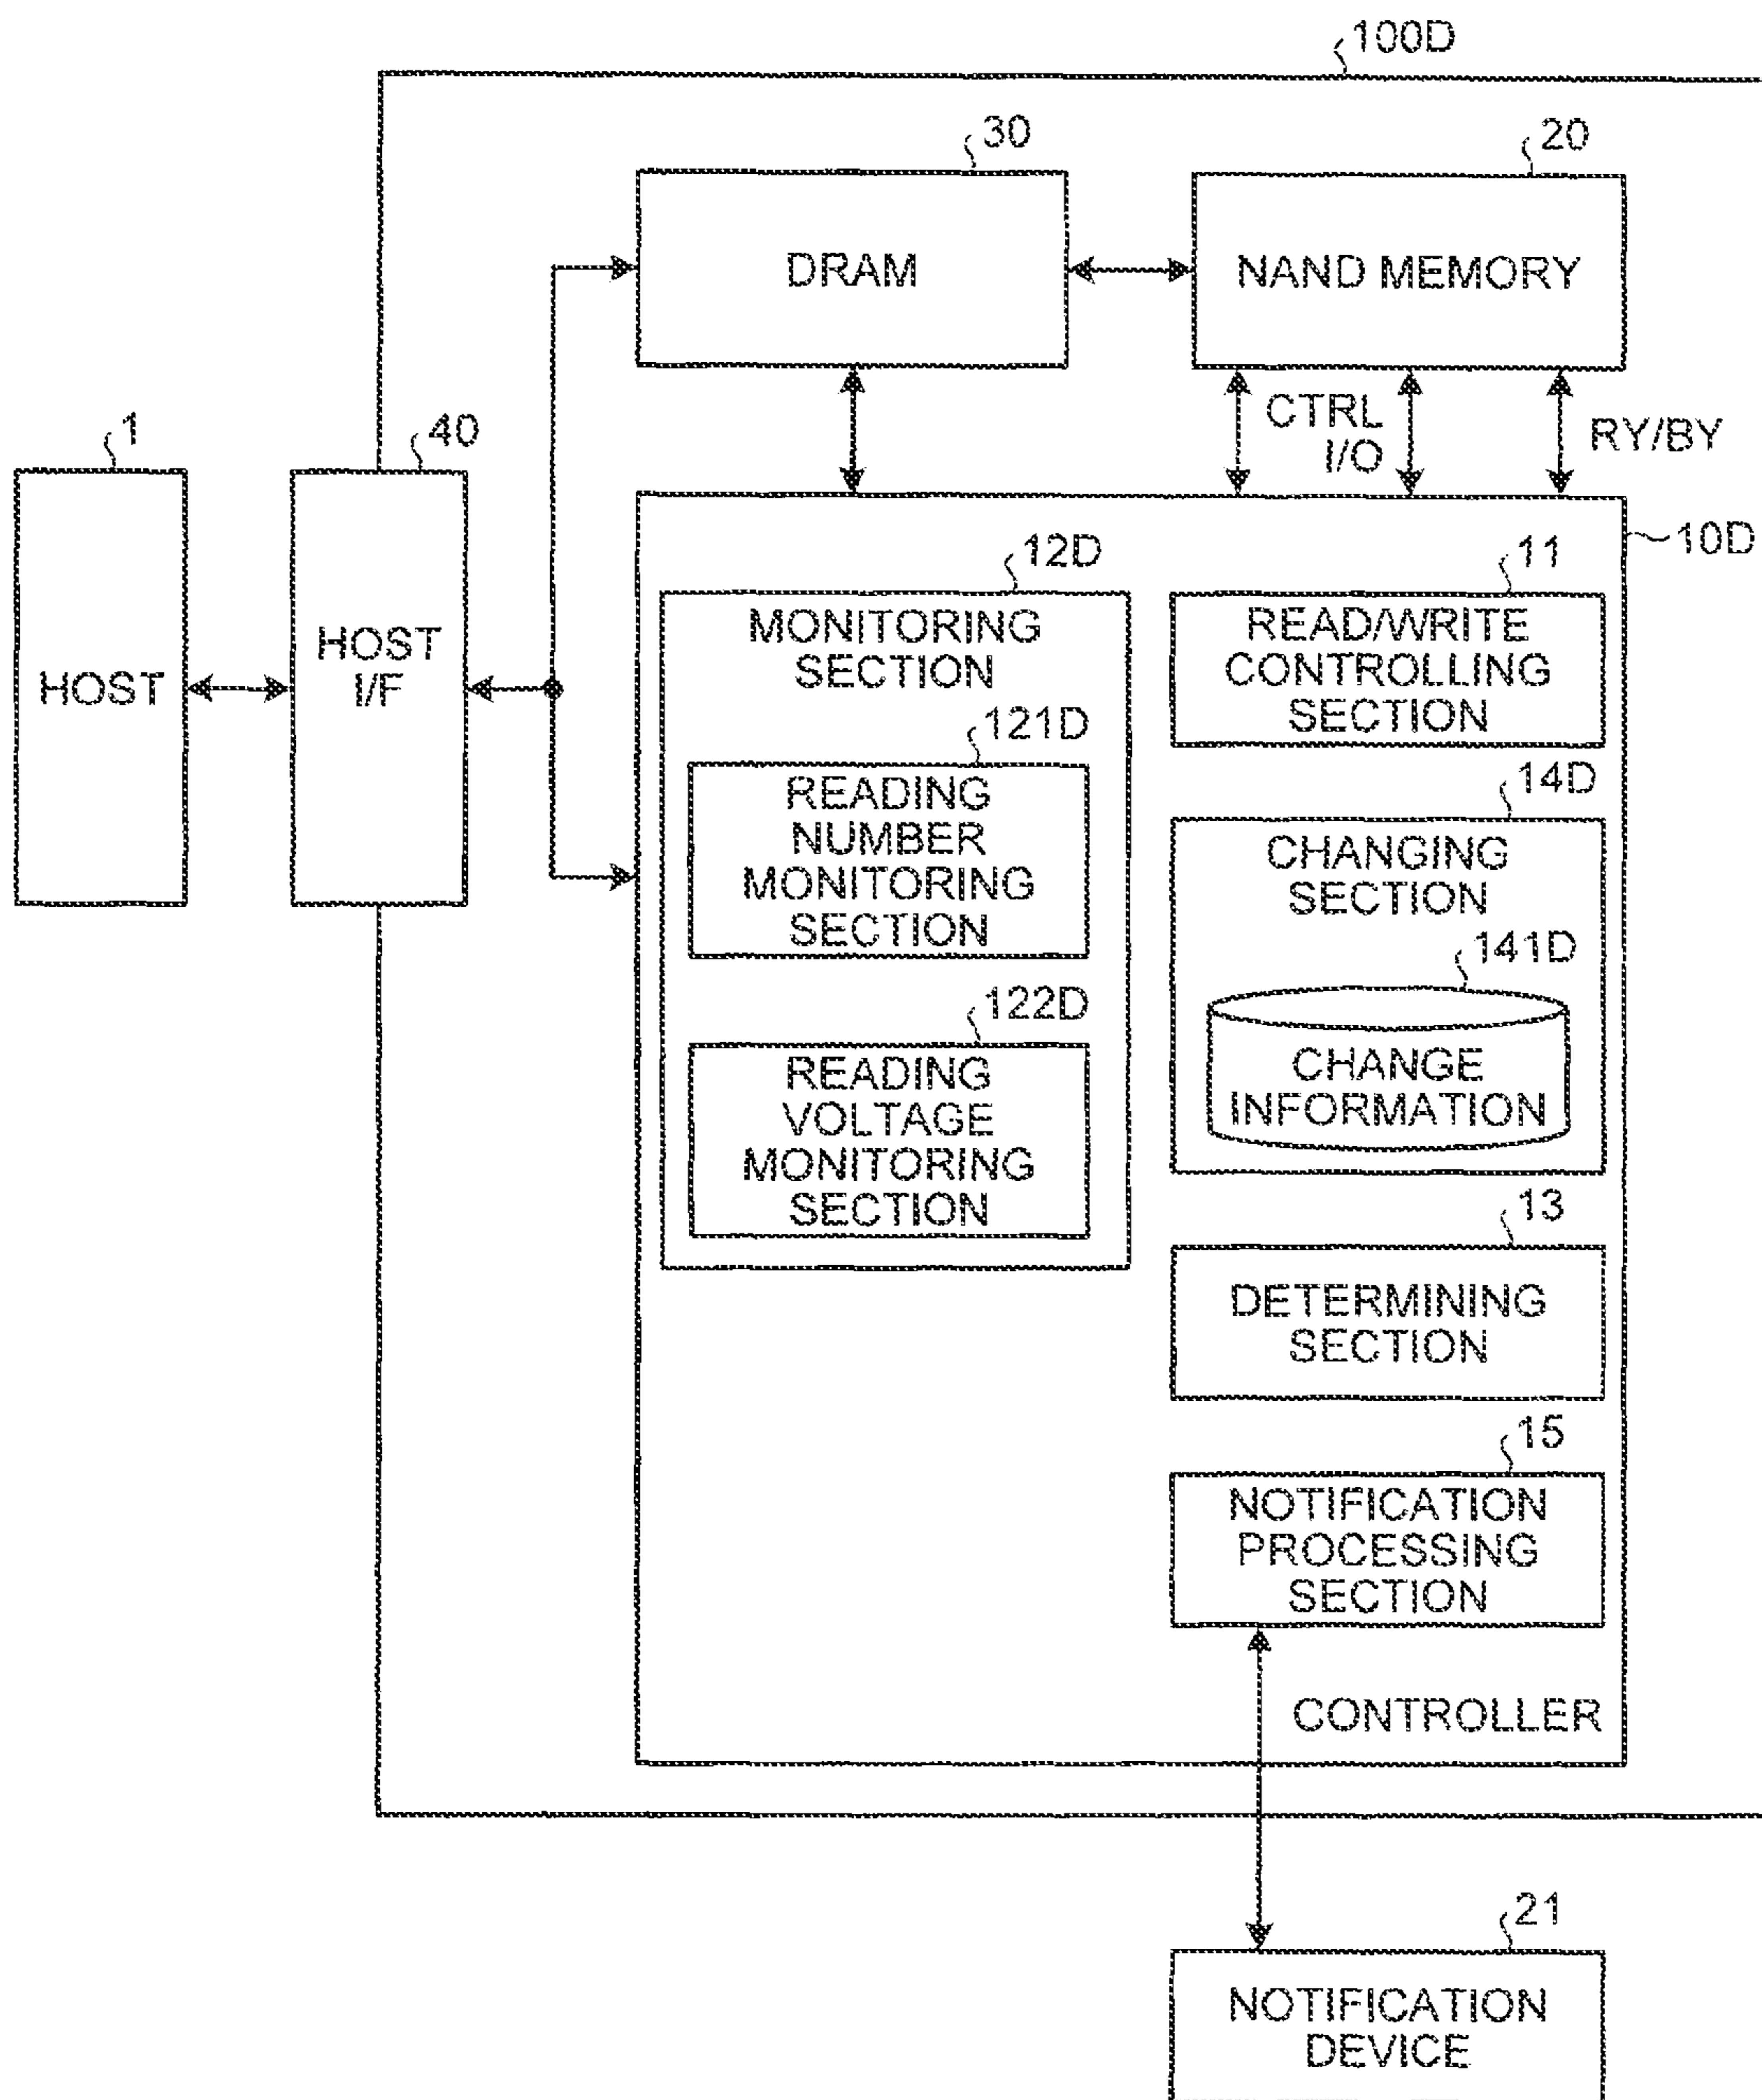 100D
30
20
DRAM
NAND MEMORY
1
40
CTRL
I/O
RY/BY
HOST
HOST
I/F
10D
12D
MONITORING
SECTION
121D
READING
NUMBER
MONITORING
SECTION
122D
READING
VOLTAGE
MONITORING
SECTION
11
READ/WRITE
CONTROLLING
SECTION
14D
CHANGING
SECTION
141D
CHANGE
INFORMATION
13
DETERMINING
SECTION
15
NOTIFICATION
PROCESSING
SECTION
CONTROLLER
21
NOTIFICATION
DEVICE